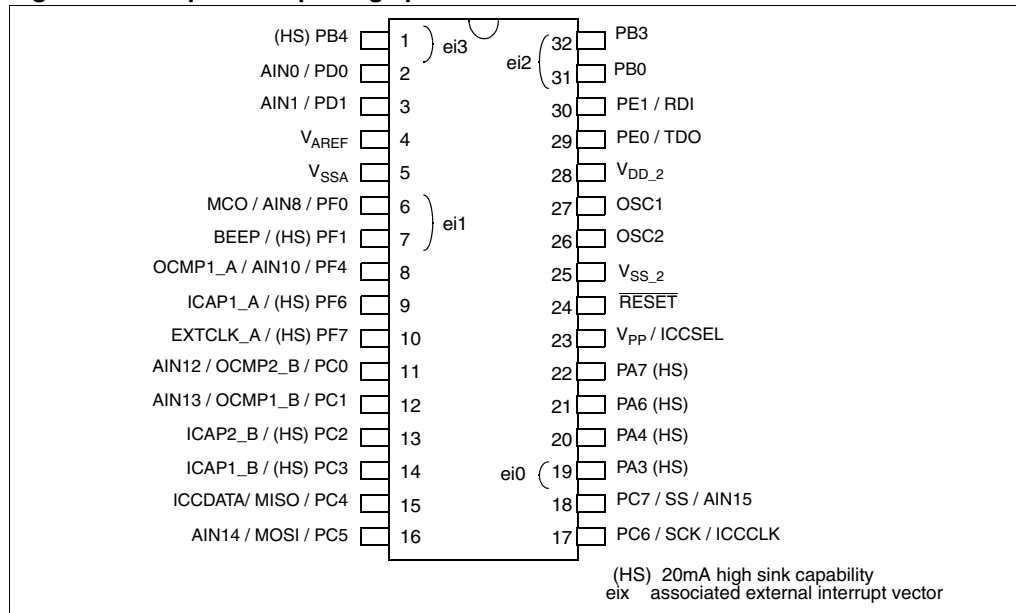 (HS) PB4 1 ei3
AIN0 / PD0 2
AIN1 / PD1 3
VAREF 4
VSSA 5
MCO / AIN8 / PF0 6 ei1
BEEP / (HS) PF1 7
OCMP1_A / AIN10 / PF4 8
ICAP1_A / (HS) PF6 9
EXTCLK_A / (HS) PF7 10
AIN12 / OCMP2_B / PC0 11
AIN13 / OCMP1_B / PC1 12
ICAP2_B / (HS) PC2 13
ICAP1_B / (HS) PC3 14
ICCDATA/ MISO / PC4 15
AIN14 / MOSI / PC5 16
ei2 32 PB3
31 PB0
30 PE1 / RDI
29 PE0 / TDO
28 VDD_2
27 OSC1
26 OSC2
25 VSS_2
24 RESET
23 VPP / ICCSEL
22 PA7 (HS)
21 PA6 (HS)
20 PA4 (HS)
ei0 19 PA3 (HS)
18 PC7 / SS / AIN15
17 PC6 / SCK / ICCCLK
(HS) 20mA high sink capability
eix associated external interrupt vector